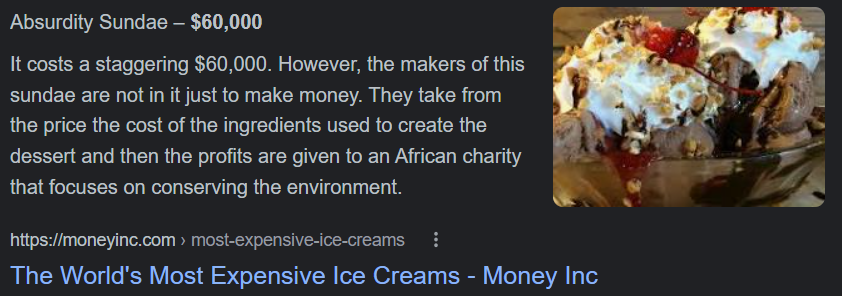 Absurdity Sundae – $60,000
It costs a staggering $60,000. However, the makers of this
sundae are not in it just to make money. They take from
the price the cost of the ingredients used to create the
dessert and then the profits are given to an African charity
that focuses on conserving the environment.
https://moneyinc.com › most-expensive-ice-creams
The World's Most Expensive Ice Creams - Money Inc